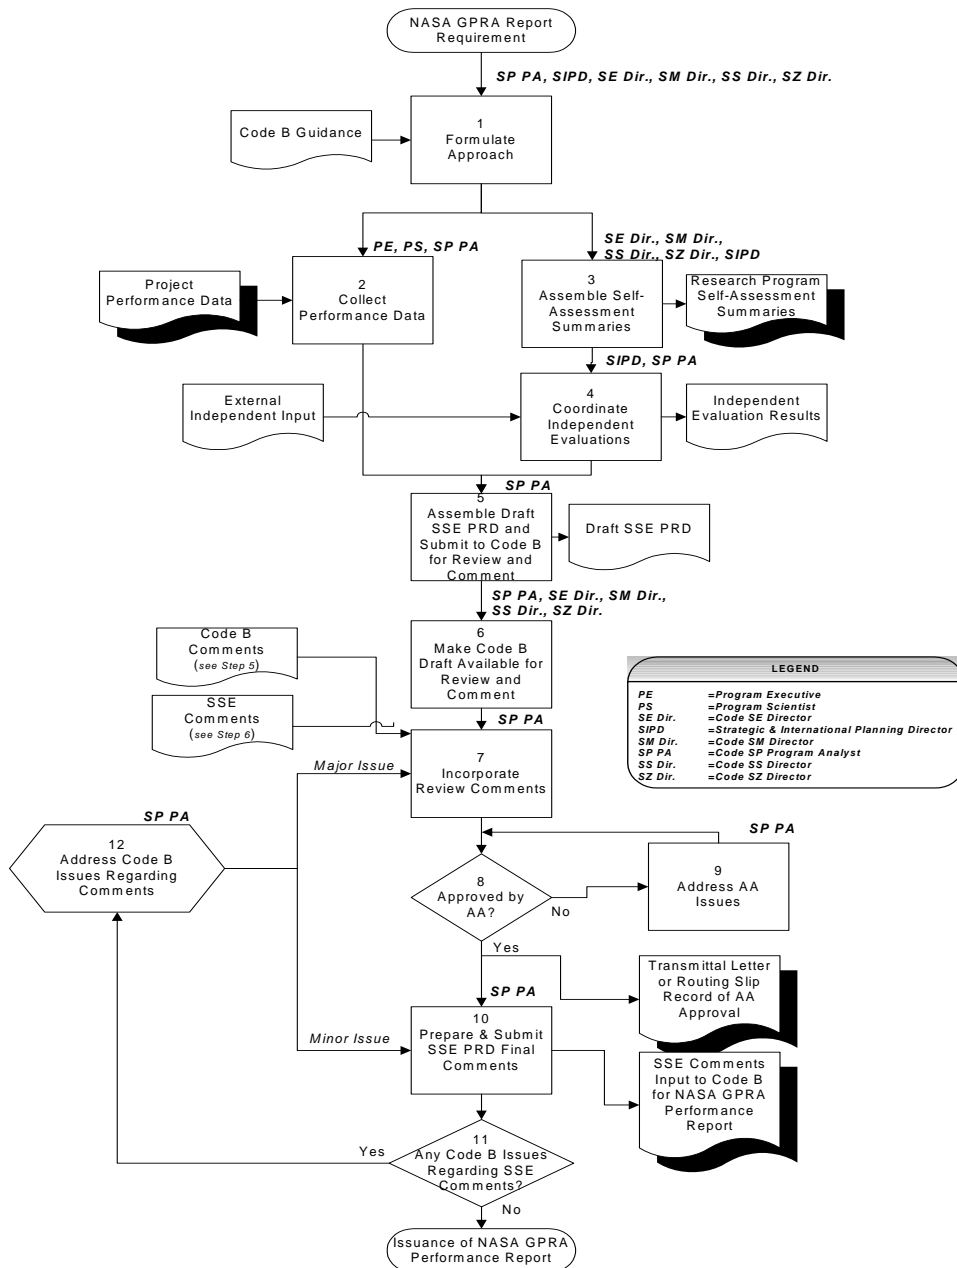 NASA GPRA Report
Requirement
SP PA, SIPD, SE Dir., SM Dir., SS Dir., SZ Dir.
Code B Guidance
1
Formulate
Approach
PE, PS, SP PA
SE Dir., SM Dir.,
SS Dir., SZ Dir., SIPD
Project
Performance Data
2
Collect
Performance Data
3
Assemble Self-
Assessment
Summaries
Research Program
Self-Assessment
Summaries
SIPD, SP PA
External
Independent Input
4
Coordinate
Independent
Evaluations
Independent
Evaluation Results
SP PA
5
Assemble Draft
SSE PRD and
Submit to Code B
for Review and
Comment
Draft SSE PRD
SP PA, SE Dir., SM Dir.,
SS Dir., SZ Dir.
Code B
Comments
(see Step 5)
6
Make Code B
Draft Available for
Review and
Comment
SSE
Comments
(see Step 6)
SP PA
LEGEND
PE =Program Executive
PS =Program Scientist
SE Dir. =Code SE Director
SIPD =Strategic & International Planning Director
SM Dir. =Code SM Director
SP PA =Code SP Program Analyst
SS Dir. =Code SS Director
SZ Dir. =Code SZ Director
Major Issue
7
Incorporate
Review Comments
SP PA
12
Address Code B
Issues Regarding
Comments
SP PA
8
Approved by
AA?
No
9
Address AA
Issues
Yes
Transmittal Letter
or Routing Slip
Record of AA
Approval
SP PA
Minor Issue
10
Prepare & Submit
SSE PRD Final
Comments
SSE Comments
Input to Code B
for NASA GPRA
Performance
Report
Yes
11
Any Code B Issues
Regarding SSE
Comments?
No
Issuance of NASA GPRA
Performance Report